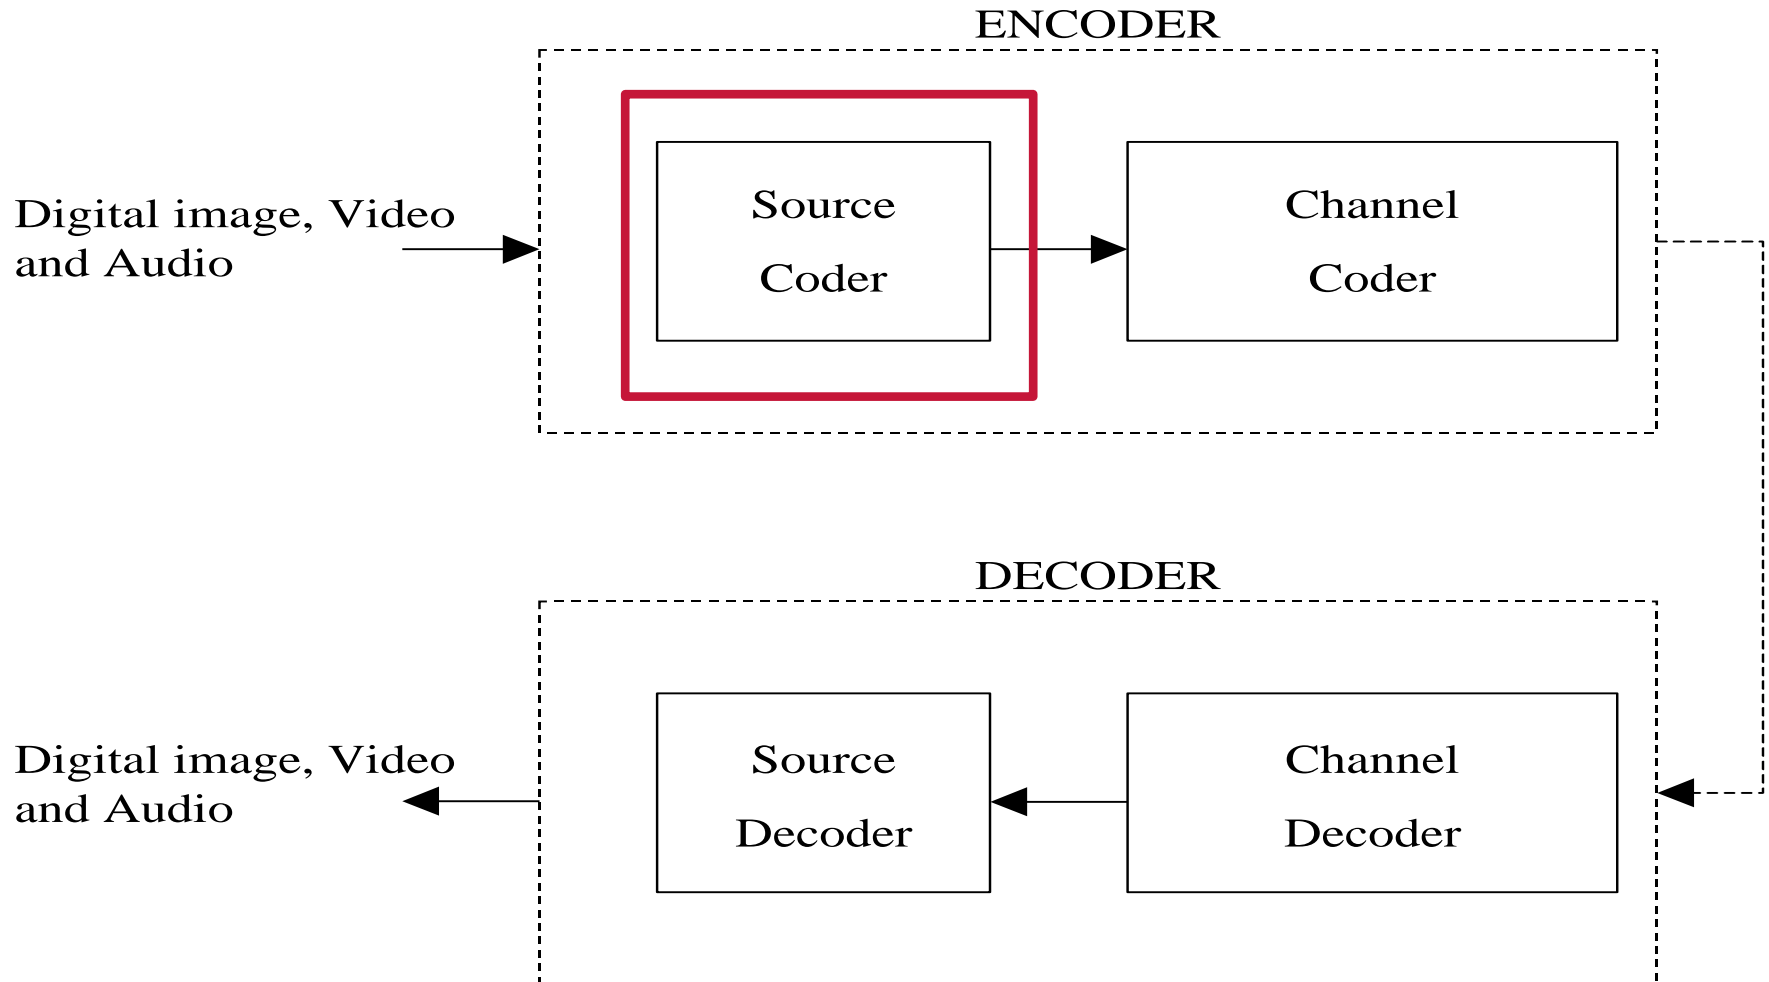 ENCODER
Digital image, Video
and Audio
Source
Coder
Channel
Coder
DECODER
Digital image, Video
and Audio
Source
Decoder
Channel
Decoder